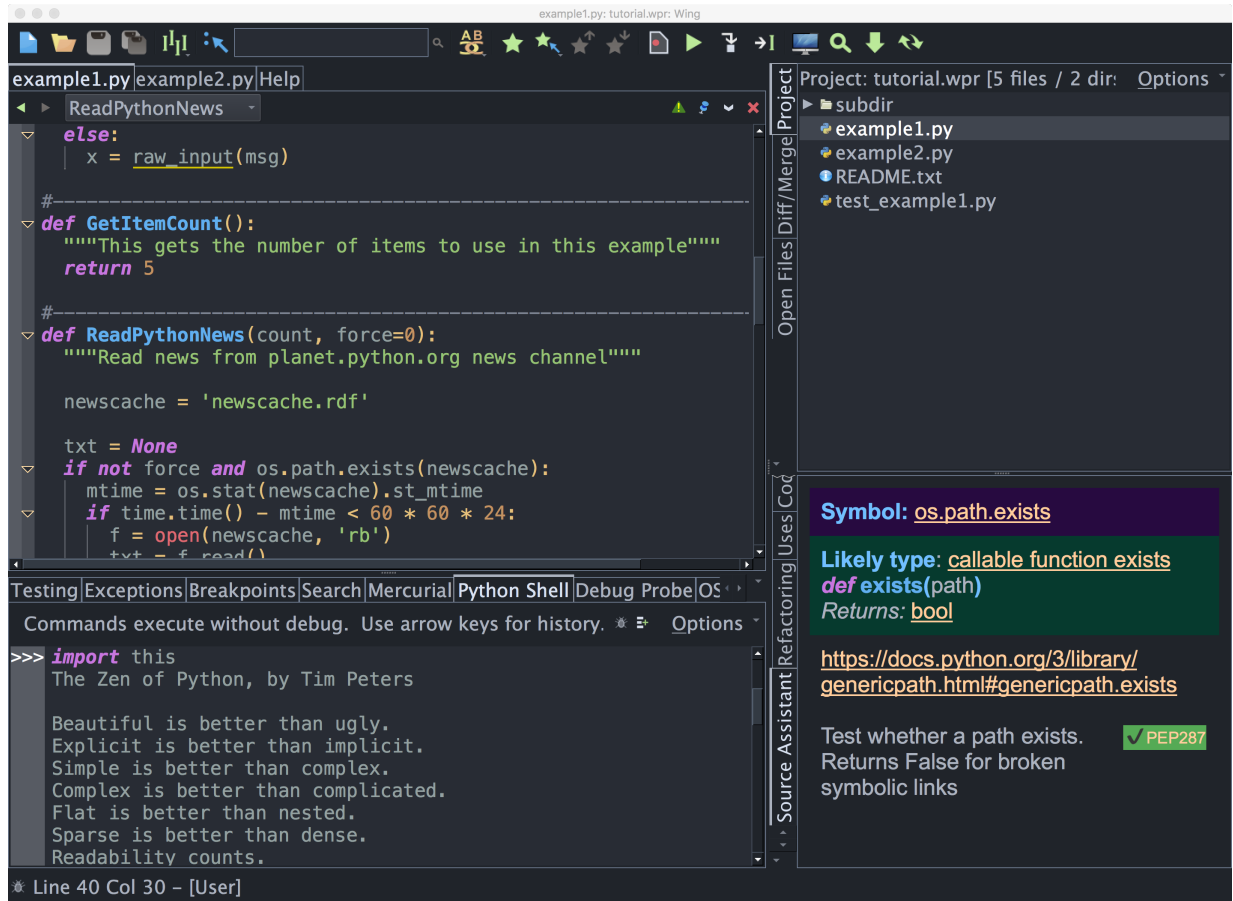 example1.py: tutorial.wpr: Wing
AB
example1.py example2.py Help
ReadPythonNews
else:
x = raw_input(msg)
#---------------------------------------------------------------
def GetItemCount():
"""This gets the number of items to use in this example"""
return 5
#---------------------------------------------------------------
def ReadPythonNews(count, force=0):
"""Read news from planet.python.org news channel"""
newscache = 'newscache.rdf'
txt = None
if not force and os.path.exists(newscache):
mtime = os.stat(newscache).st_mtime
if time.time() - mtime < 60 * 60 * 24:
f = open(newscache, 'rb')
txt = f.read()
Testing Exceptions Breakpoints Search Mercurial Python Shell Debug Probe OS
Commands execute without debug. Use arrow keys for history. Options
>>> import this
The Zen of Python, by Tim Peters
Beautiful is better than ugly.
Explicit is better than implicit.
Simple is better than complex.
Complex is better than complicated.
Flat is better than nested.
Sparse is better than dense.
Readability counts.
Line 40 Col 30 – [User]
Project
Diff/Merge
Open Files
Project: tutorial.wpr [5 files / 2 dirs Options
subdir
example1.py
example2.py
README.txt
test_example1.py
Cod
Uses
Refactoring
Source Assistant
Symbol: os.path.exists
Likely type: callable function exists
def exists(path)
Returns: bool
https://docs.python.org/3/library/
genericpath.html#genericpath.exists
Test whether a path exists. ✓PEP287
Returns False for broken
symbolic links